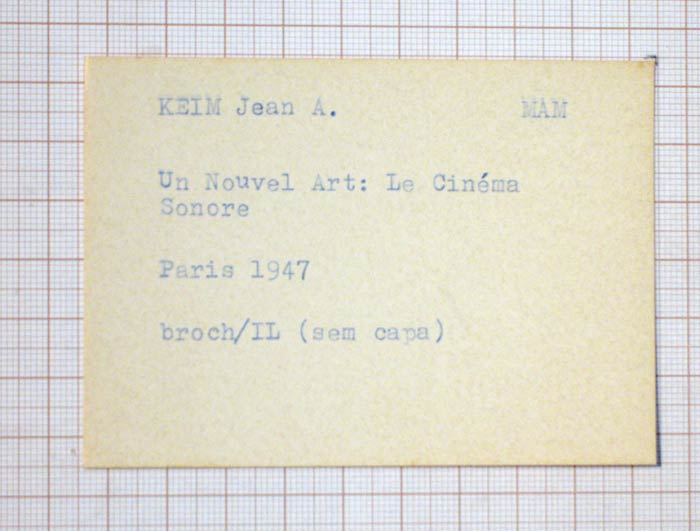 KEIM Jean A. MAM
Un Nouvel Art: Le Cinéma
Sonore
Paris 1947
broch/IL (sem capa)